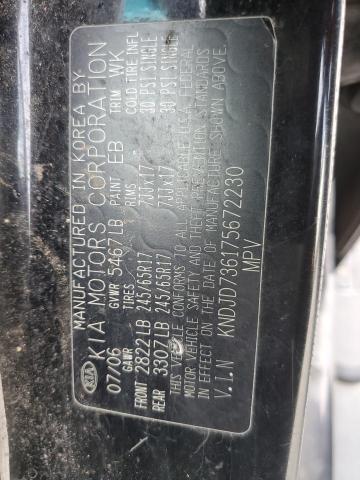 MANUFACTURED IN KOREA BY
KIA KIA MOTORS CORPORATION
07/06 GVWR 5467LB PAINT EB TRIM WK
GAWR TIRES RIMS COLD TIRE INFL
FRONT 2822LB 245/65R17 7JJx17 30 PSI SINGLE
REAR 3307LB 245/65R17 7JJx17 30 PSI SINGLE
THIS VEHICLE CONFORMS TO ALL APPLICABLE U.S.A. FEDERAL
MOTOR VEHICLE SAFETY AND THEFT PREVENTION STANDARDS
IN EFFECT ON THE DATE OF MANUFACTURE SHOWN ABOVE.
V.I.N KNDJD736175672230
MPV